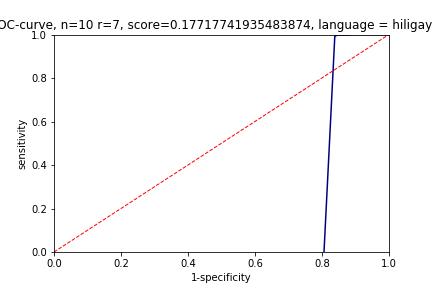 OC-curve, n=10 r=7, score=0.17717741935483874, language = hiligay
1.0
0.8
0.6
0.4
0.2
0.0
sensitivity
0.0 0.2 0.4 0.6 0.8 1.0
1-specificity